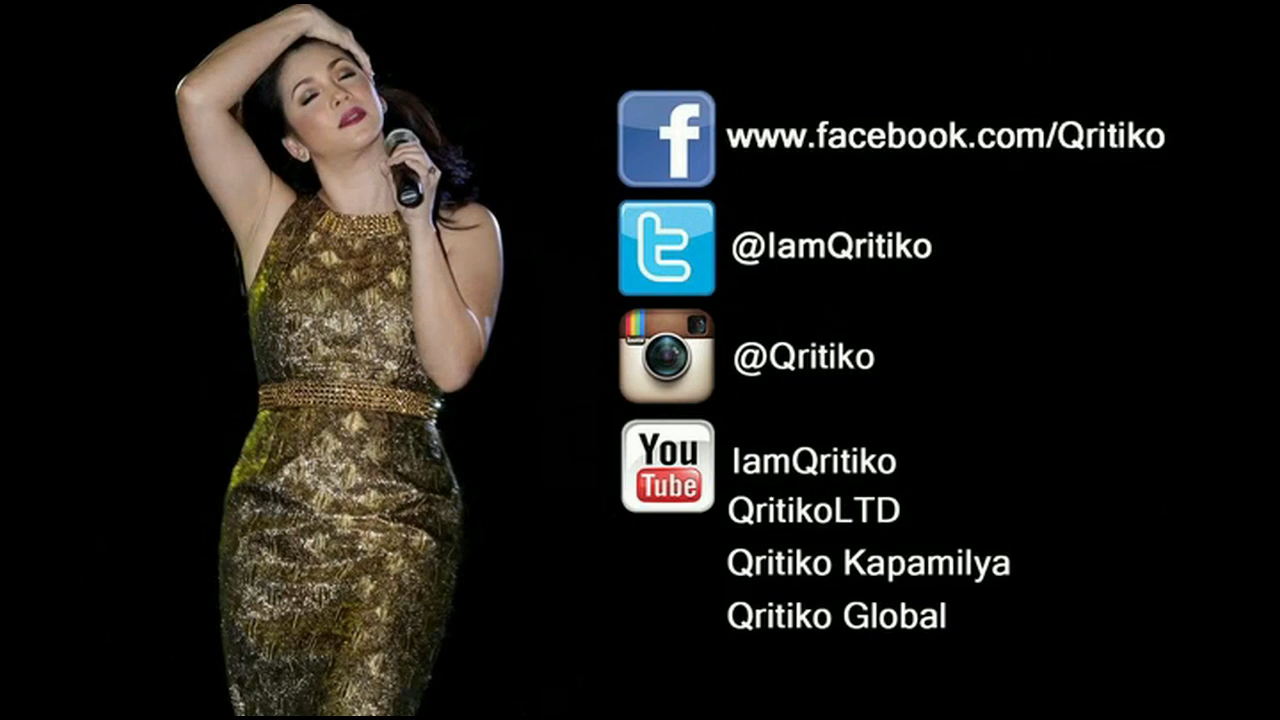 f www.facebook.com/Qritiko
t @IamQritiko
@Qritiko
You
Tube
IamQritiko
QritikoLTD
Qritiko Kapamilya
Qritiko Global